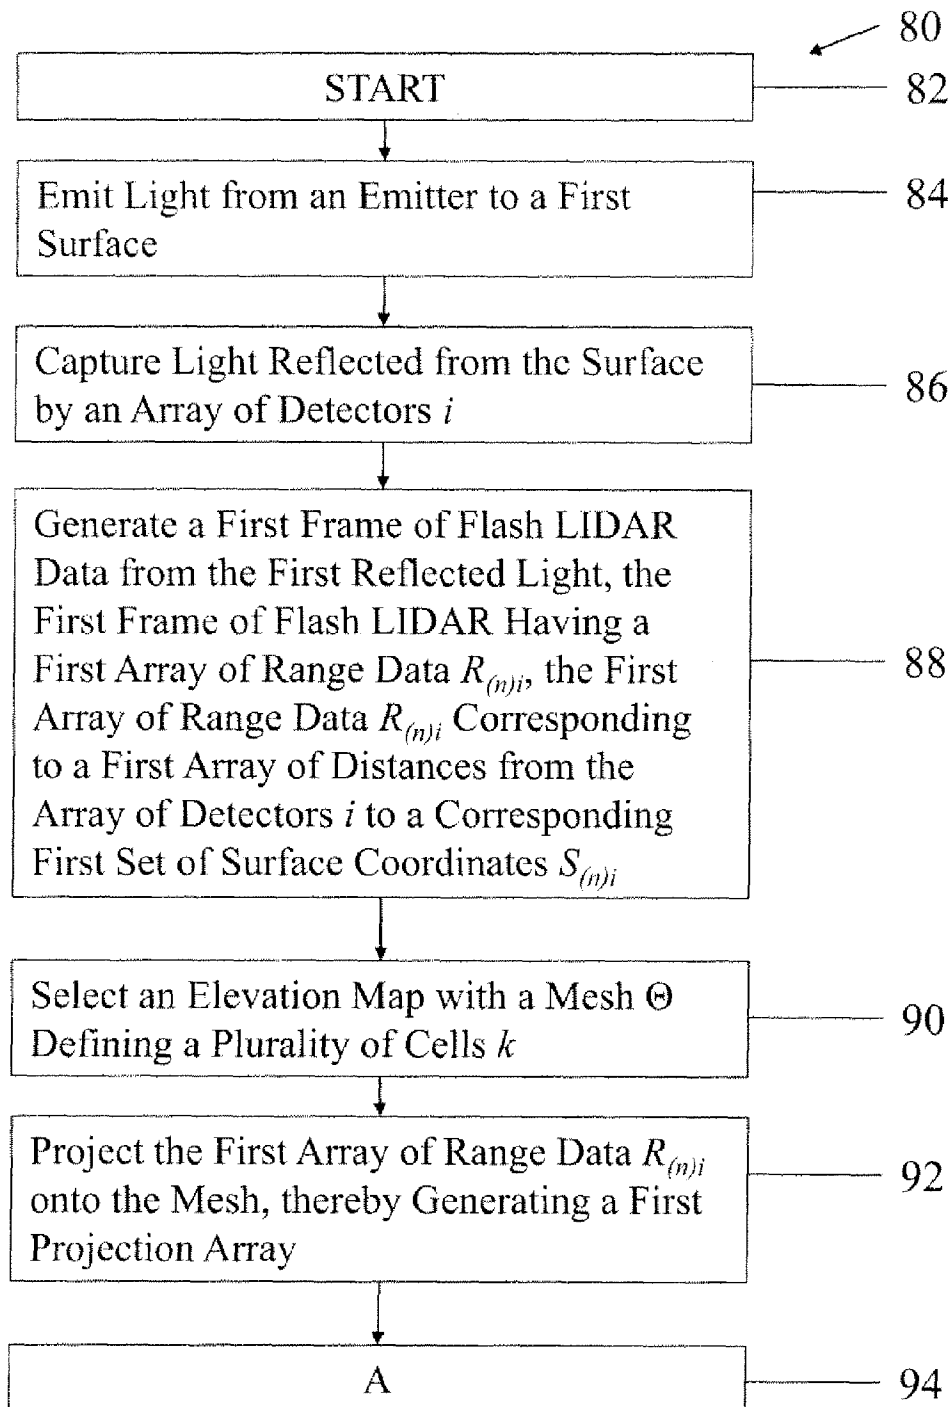 80
START
82
Emit Light from an Emitter to a First
Surface
84
Capture Light Reflected from the Surface
by an Array of Detectors i
86
Generate a First Frame of Flash LIDAR
Data from the First Reflected Light, the
First Frame of Flash LIDAR Having a
First Array of Range Data R(n)i, the First
Array of Range Data R(n)i Corresponding
to a First Array of Distances from the
Array of Detectors i to a Corresponding
First Set of Surface Coordinates S(n)i
88
Select an Elevation Map with a Mesh Θ
Defining a Plurality of Cells k
90
Project the First Array of Range Data R(n)i
onto the Mesh, thereby Generating a First
Projection Array
92
A
94